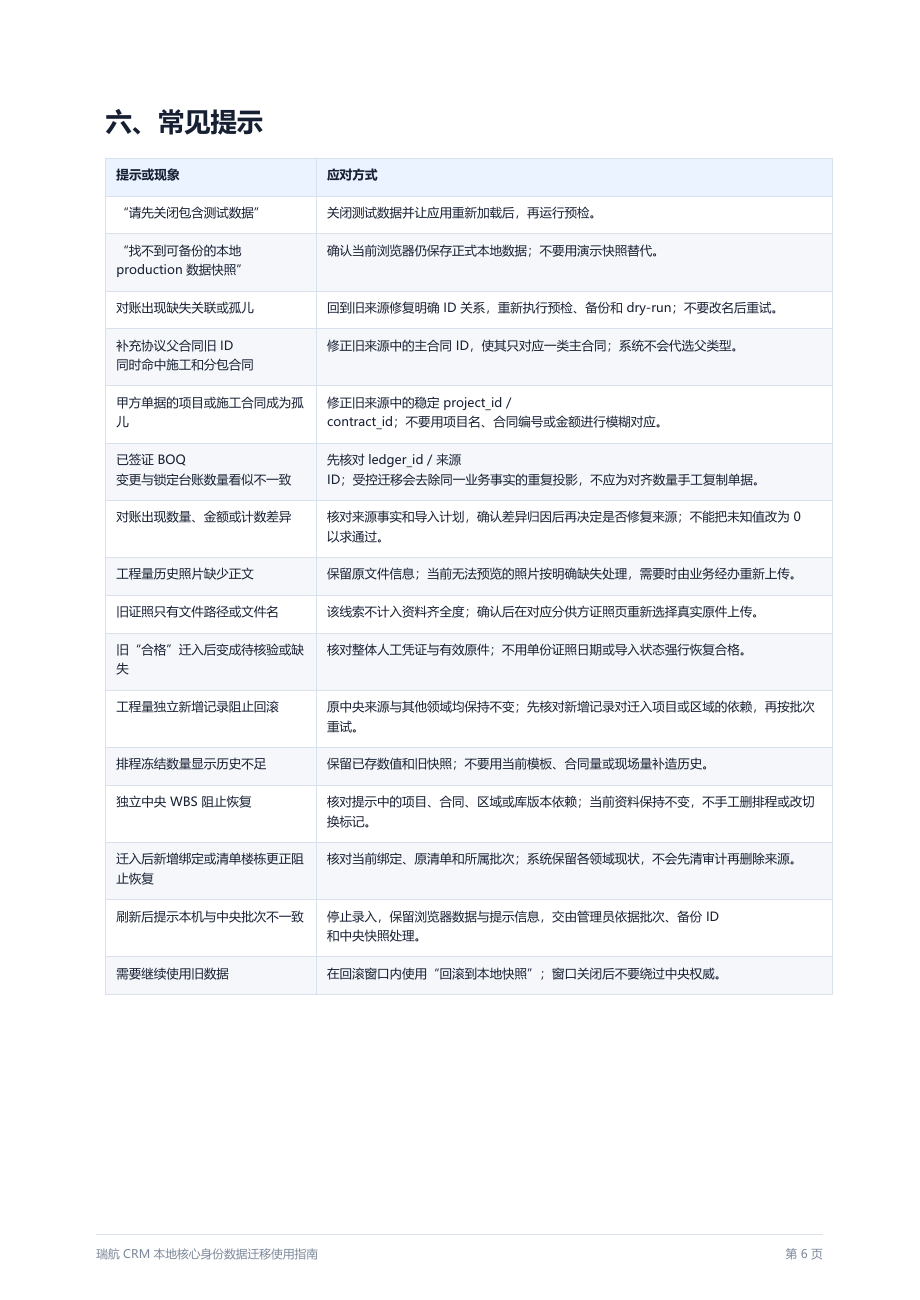 六、常见提示
提示或现象
应对方式
“请先关闭包含测试数据”
关闭测试数据并让应用重新加载后，再运行预检。
“找不到可备份的本地
production 数据快照”
确认当前浏览器仍保存正式本地数据；不要用演示快照替代。
对账出现缺失关联或孤儿
回到旧来源修复明确 ID 关系，重新执行预检、备份和 dry-run；不要改名后重试。
补充协议父合同旧 ID
同时命中施工和分包合同
修正旧来源中的主合同 ID，使其只对应一类主合同；系统不会代选父类型。
甲方单据的项目或施工合同成为孤
儿
修正旧来源中的稳定 project_id /
contract_id；不要用项目名、合同编号或金额进行模糊对应。
已签证 BOQ
变更与锁定台账数量看似不一致
先核对 ledger_id / 来源
ID；受控迁移会去除同一业务事实的重复投影，不应为对齐数量手工复制单据。
对账出现数量、金额或计数差异
核对来源事实和导入计划，确认差异归因后再决定是否修复来源；不能把未知值改为 0
以求通过。
工程量历史照片缺少正文
保留原文件信息；当前无法预览的照片按明确缺失处理，需要时由业务经办重新上传。
旧证照只有文件路径或文件名
该线索不计入资料齐全度；确认后在对应分供方证照页重新选择真实原件上传。
旧“合格”迁入后变成待核验或缺
失
核对整体人工凭证与有效原件；不用单份证照日期或导入状态强行恢复合格。
工程量独立新增记录阻止回滚
原中央来源与其他领域均保持不变；先核对新增记录对迁入项目或区域的依赖，再按批次
重试。
排程冻结数量显示历史不足
保留已存数值和旧快照；不要用当前模板、合同量或现场量补造历史。
独立中央 WBS 阻止恢复
核对提示中的项目、合同、区域或库版本依赖；当前资料保持不变，不手工删排程或改切
换标记。
迁入后新增绑定或清单楼栋更正阻
止恢复
核对当前绑定、原清单和所属批次；系统保留各领域现状，不会先清审计再删除来源。
刷新后提示本机与中央批次不一致
停止录入，保留浏览器数据与提示信息，交由管理员依据批次、备份 ID
和中央快照处理。
需要继续使用旧数据
在回滚窗口内使用“回滚到本地快照”；窗口关闭后不要绕过中央权威。
瑞航 CRM 本地核心身份数据迁移使用指南
第 6 页